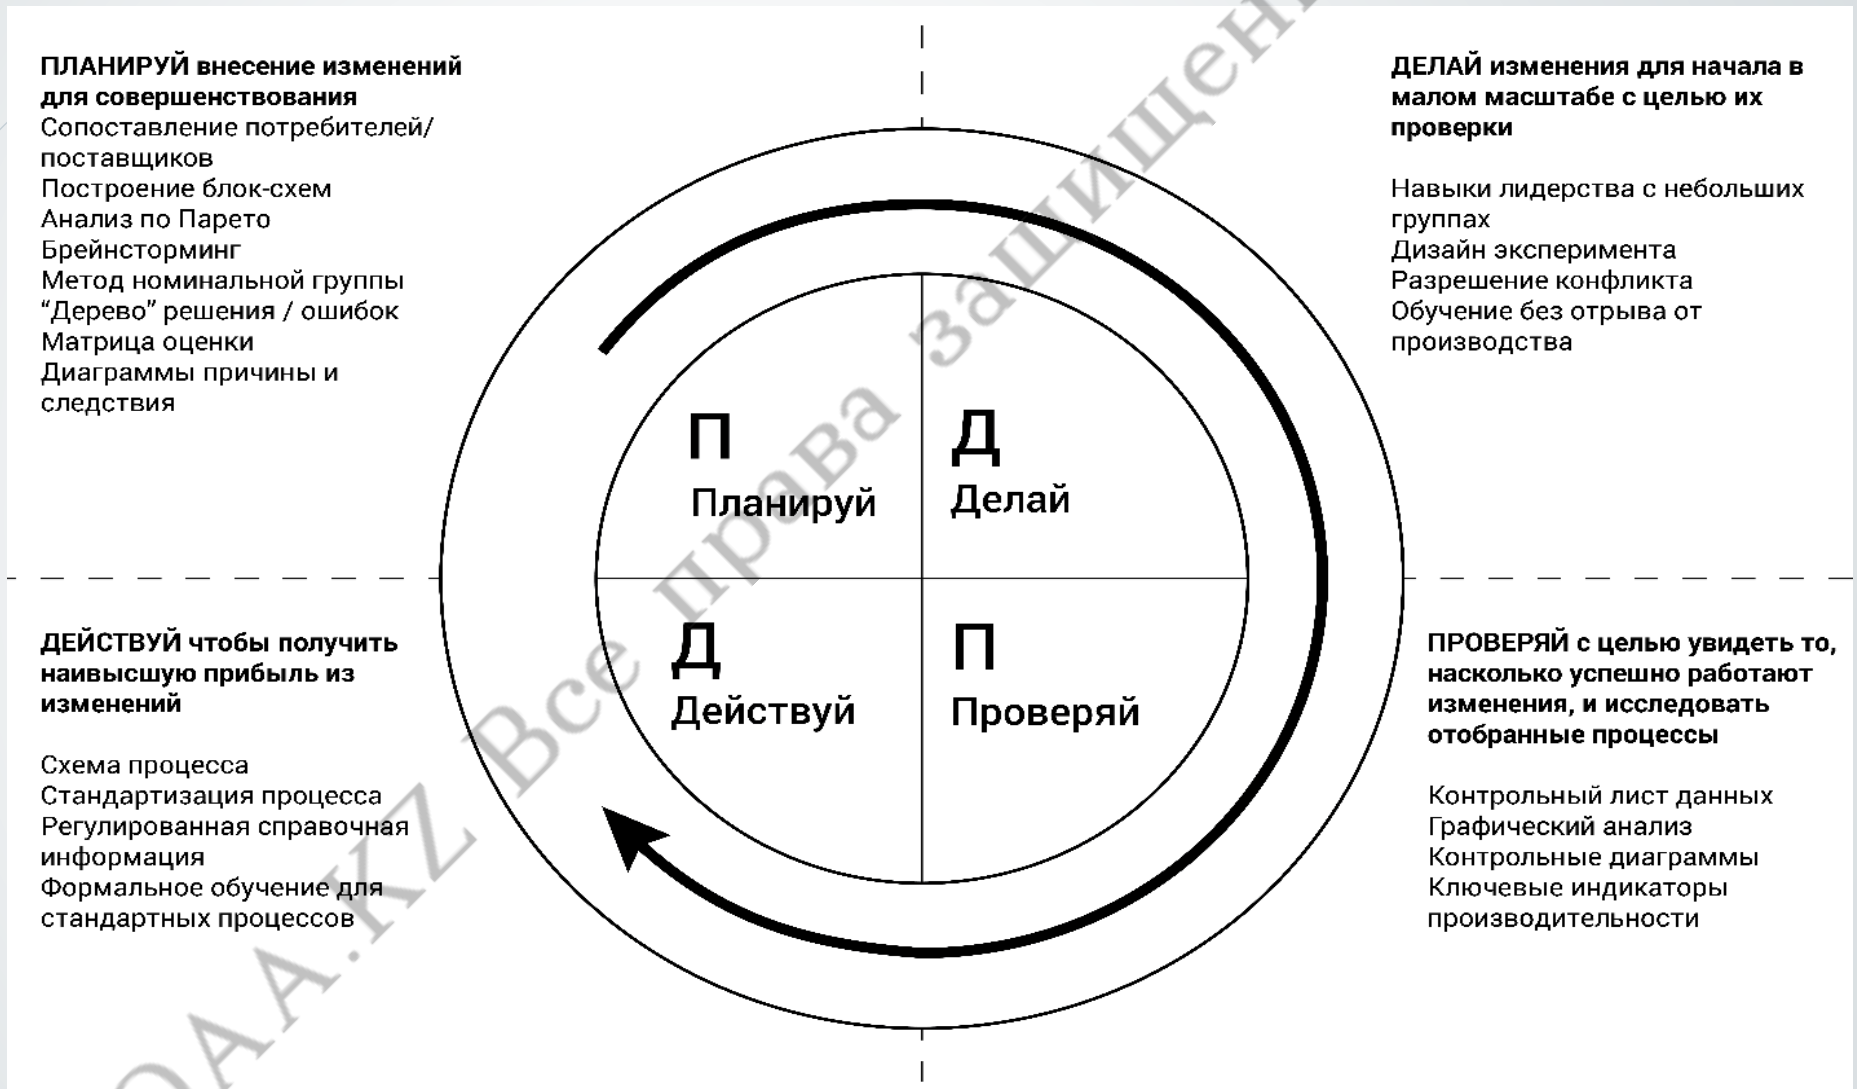 ПЛАНИРУЙ внесение изменений
для совершенствования
Сопоставление потребителей/
поставщиков
Построение блок-схем
Анализ по Парето
Брейнсторминг
Метод номинальной группы
“Дерево” решения / ошибок
Матрица оценки
Диаграммы причины и
следствия
ДЕЛАЙ изменения для начала в
малом масштабе с целью их
проверки
Навыки лидерства с небольших
группах
Дизайн эксперимента
Разрешение конфликта
Обучение без отрыва от
производства
П
Планируй
Д
Делай
Д
Действуй
П
Проверяй
ДЕЙСТВУЙ чтобы получить
наивысшую прибыль из
изменений
Схема процесса
Стандартизация процесса
Регулированная справочная
информация
Формальное обучение для
стандартных процессов
ПРОВЕРЯЙ с целью увидеть то,
насколько успешно работают
изменения, и исследовать
отобранные процессы
Контрольный лист данных
Графический анализ
Контрольные диаграммы
Ключевые индикаторы
производительности
Все права